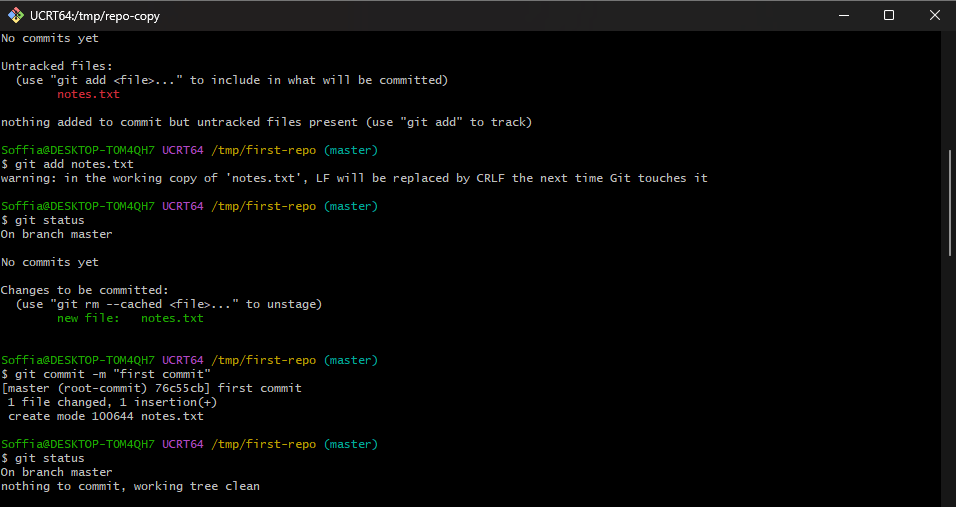 UCRT64:/tmp/repo-copy
No commits yet
Untracked files:
  (use "git add <file>..." to include in what will be committed)
        notes.txt
nothing added to commit but untracked files present (use "git add" to track)
Soffia@DESKTOP-TOM4QH7 UCRT64 /tmp/first-repo (master)
$ git add notes.txt
warning: in the working copy of 'notes.txt', LF will be replaced by CRLF the next time Git touches it
Soffia@DESKTOP-TOM4QH7 UCRT64 /tmp/first-repo (master)
$ git status
On branch master
No commits yet
Changes to be committed:
  (use "git rm --cached <file>..." to unstage)
        new file:   notes.txt
Soffia@DESKTOP-TOM4QH7 UCRT64 /tmp/first-repo (master)
$ git commit -m "first commit"
[master (root-commit) 76c55cb] first commit
 1 file changed, 1 insertion(+)
 create mode 100644 notes.txt
Soffia@DESKTOP-TOM4QH7 UCRT64 /tmp/first-repo (master)
$ git status
On branch master
nothing to commit, working tree clean